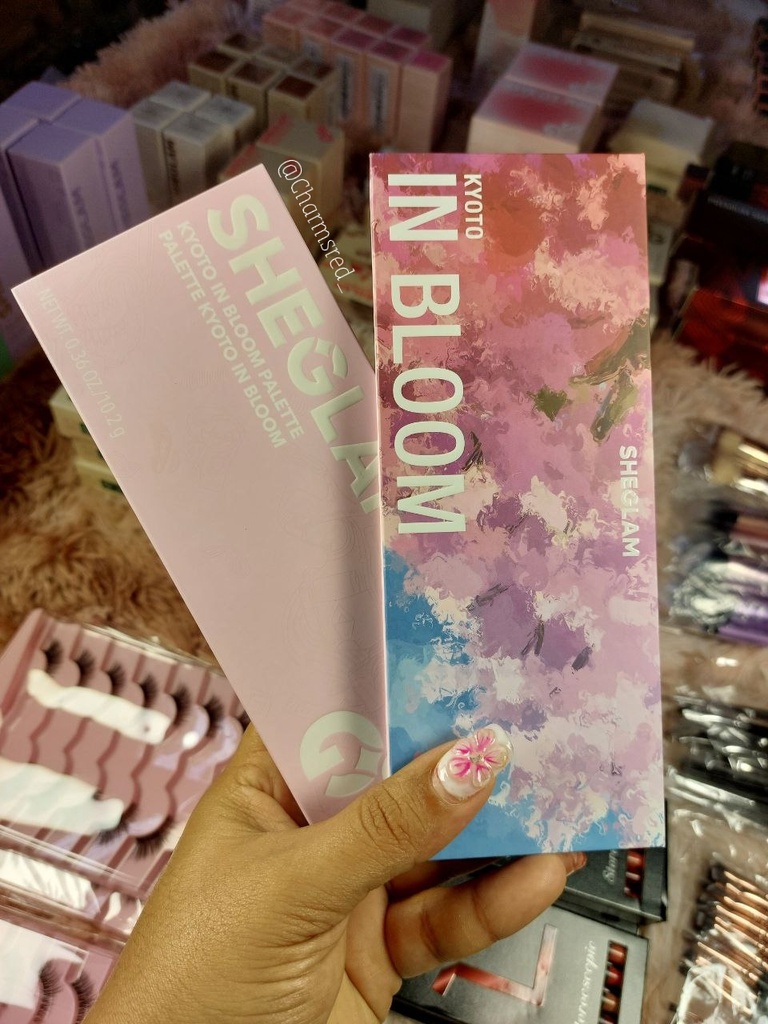 @Charmsred_
SHEGLAM
KYOTO IN BLOOM PALETTE
PALETTE KYOTO IN BLOOM
NET WT 0.36 OZ/10.2 g
G
KYOTO
IN BLOOM
SHEGLAM